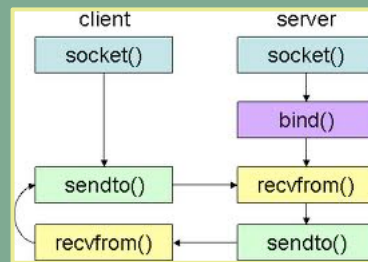 client server
socket() socket()
bind()
sendto() recvfrom()
recvfrom() sendto()